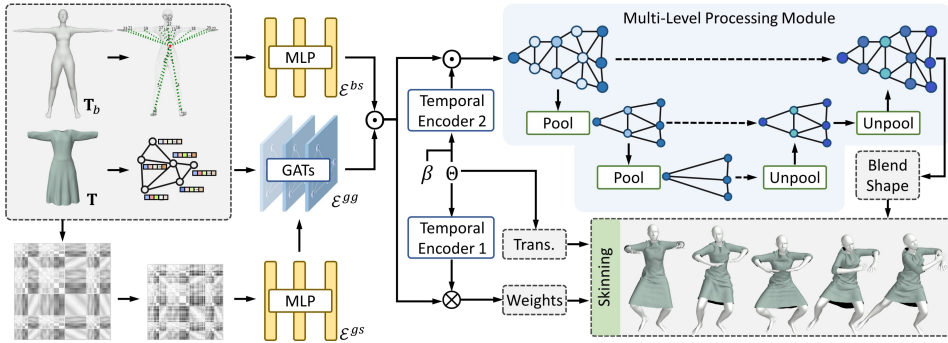 Multi-Level Processing Module
T_b
MLP
ℰ^{bs}
Temporal
Encoder 2
Pool
Unpool
T
GATs
ℰ^{gg}
β Θ
Pool
Unpool
Blend
Shape
Temporal
Encoder 1
Trans.
Skinning
MLP
ℰ^{gs}
Weights